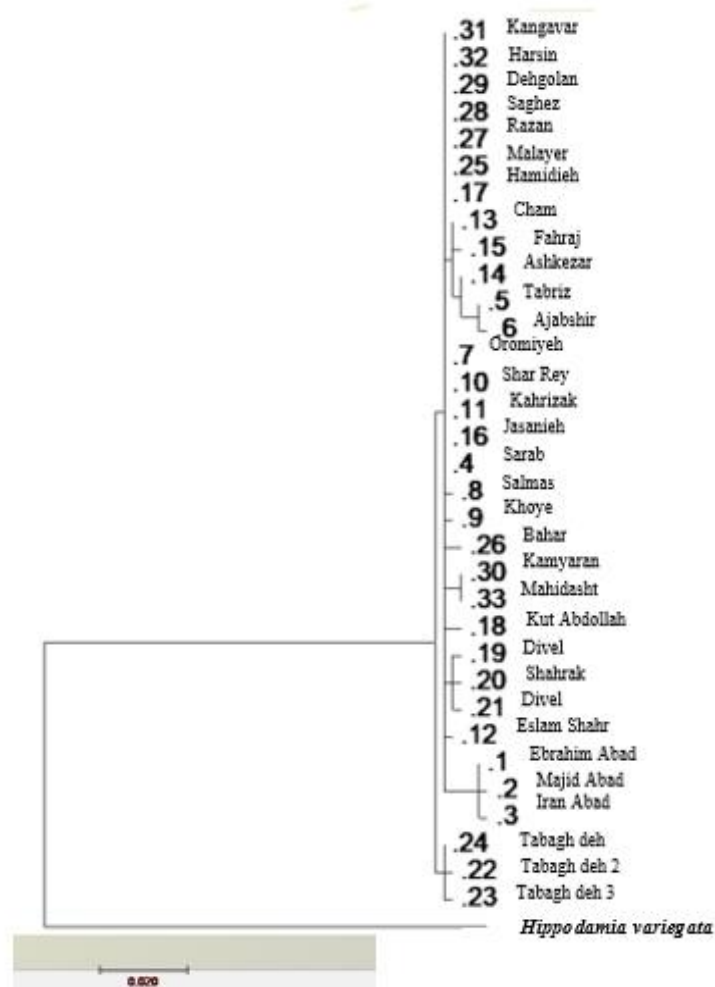 .31 Kangavar
.32 Harsin
.29 Dehgolan
.28 Saghez
.27 Razan
.25 Malayer
.17 Hamidieh
.13 Cham
.15 Fahraj
.14 Ashkezar
.5 Tabriz
.6 Ajabshir
.7 Oromiyeh
.10 Shar Rey
.11 Kahrizak
.16 Jasanieh
.4 Sarab
.8 Salmas
.9 Khoye
.26 Bahar
.30 Kamyaran
.33 Mahidasht
.18 Kut Abdollah
.19 Divel
.20 Shahrak
.21 Divel
.12 Eslam Shahr
.1 Ebrahim Abad
.2 Majid Abad
.3 Iran Abad
.24 Tabagh deh
.22 Tabagh deh 2
.23 Tabagh deh 3
Hippodamia variegata
0.020